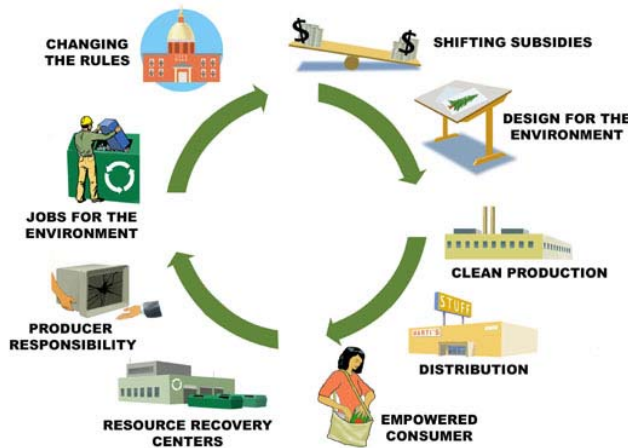 CHANGING
THE RULES
$
$
SHIFTING SUBSIDIES
DESIGN FOR THE
ENVIRONMENT
CLEAN PRODUCTION
STUFF
MARTI'S
DISTRIBUTION
EMPOWERED
CONSUMER
RESOURCE RECOVERY
CENTERS
PRODUCER
RESPONSIBILITY
JOBS FOR THE
ENVIRONMENT